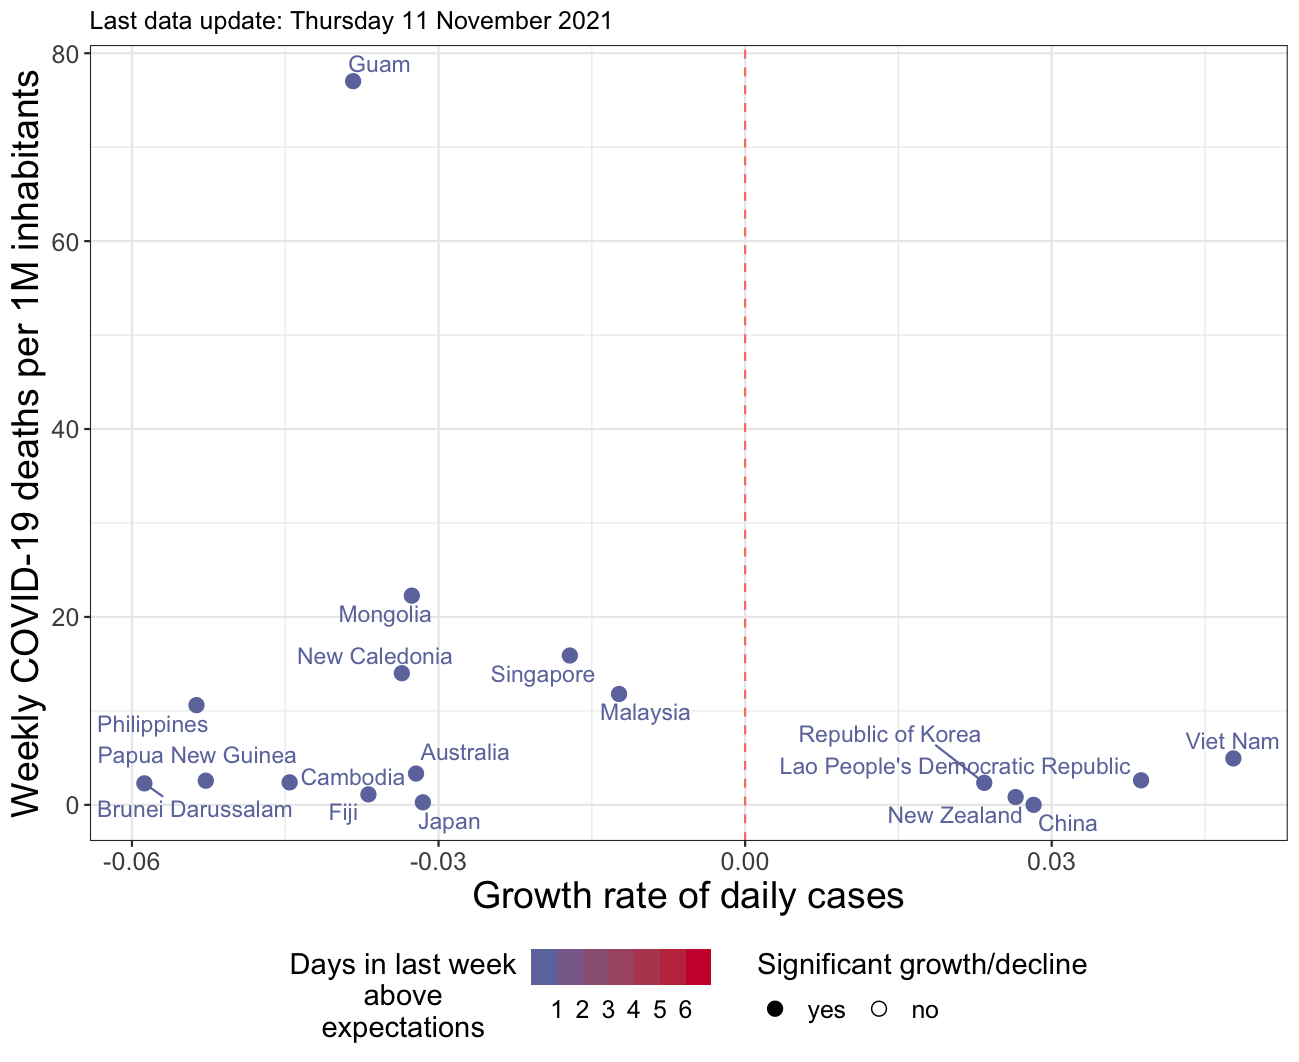 Last data update: Thursday 11 November 2021
Weekly COVID-19 deaths per 1M inhabitants
80
60
40
20
0
Guam
Mongolia
New Caledonia
Singapore
Malaysia
Philippines
Papua New Guinea
Brunei Darussalam
Cambodia
Fiji
Australia
Japan
Republic of Korea
Lao People's Democratic Republic
New Zealand
China
Viet Nam
-0.06
-0.03
0.00
0.03
Growth rate of daily cases
Days in last week
above
expectations
1 2 3 4 5 6
Significant growth/decline
yes no